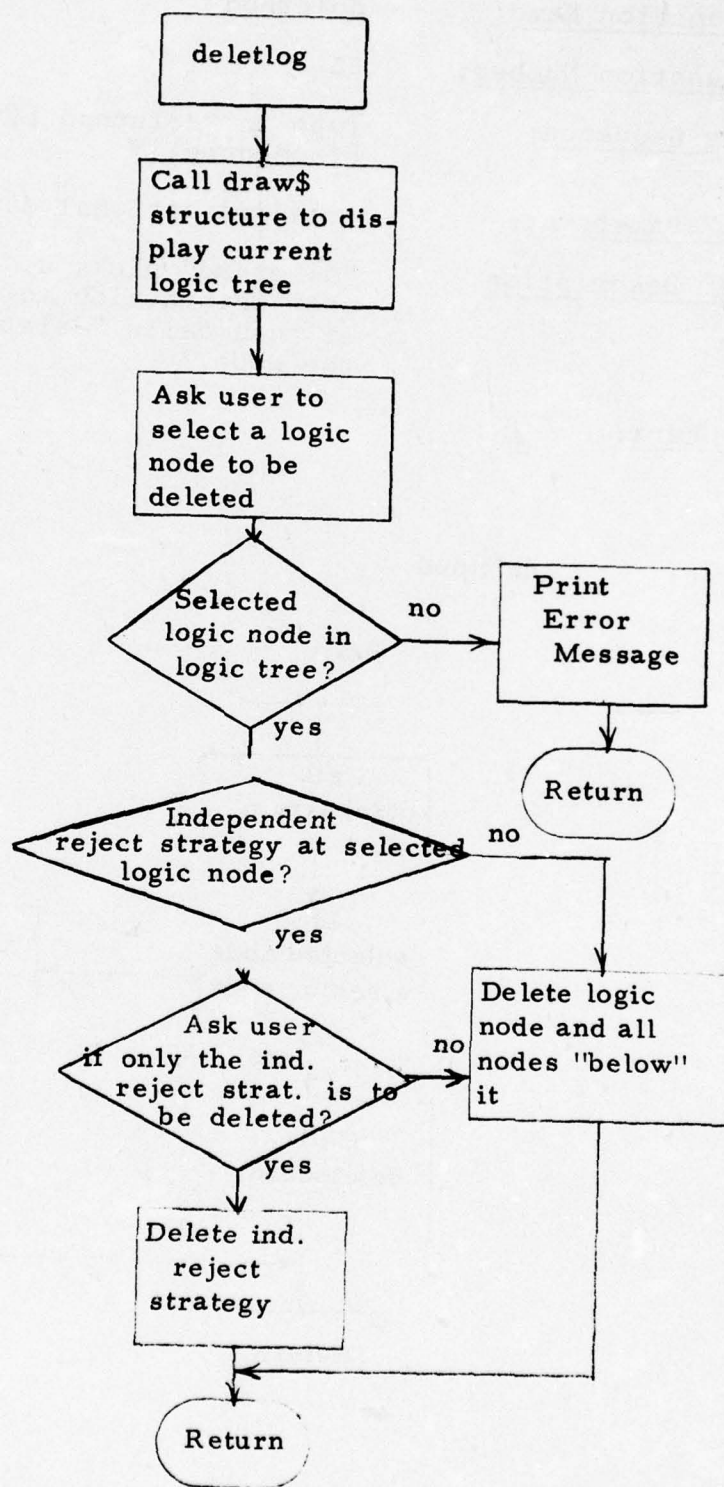 deletlog
Call draw$
structure to dis-
play current
logic tree
Ask user to
select a logic
node to be
deleted
Selected
logic node in
logic tree?
no
Print
Error
Message
yes
Return
Independent
reject strategy at selected
logic node?
no
yes
Ask user
if only the ind.
reject strat. is to
be deleted?
no
Delete logic
node and all
nodes "below"
it
yes
Delete ind.
reject
strategy
Return